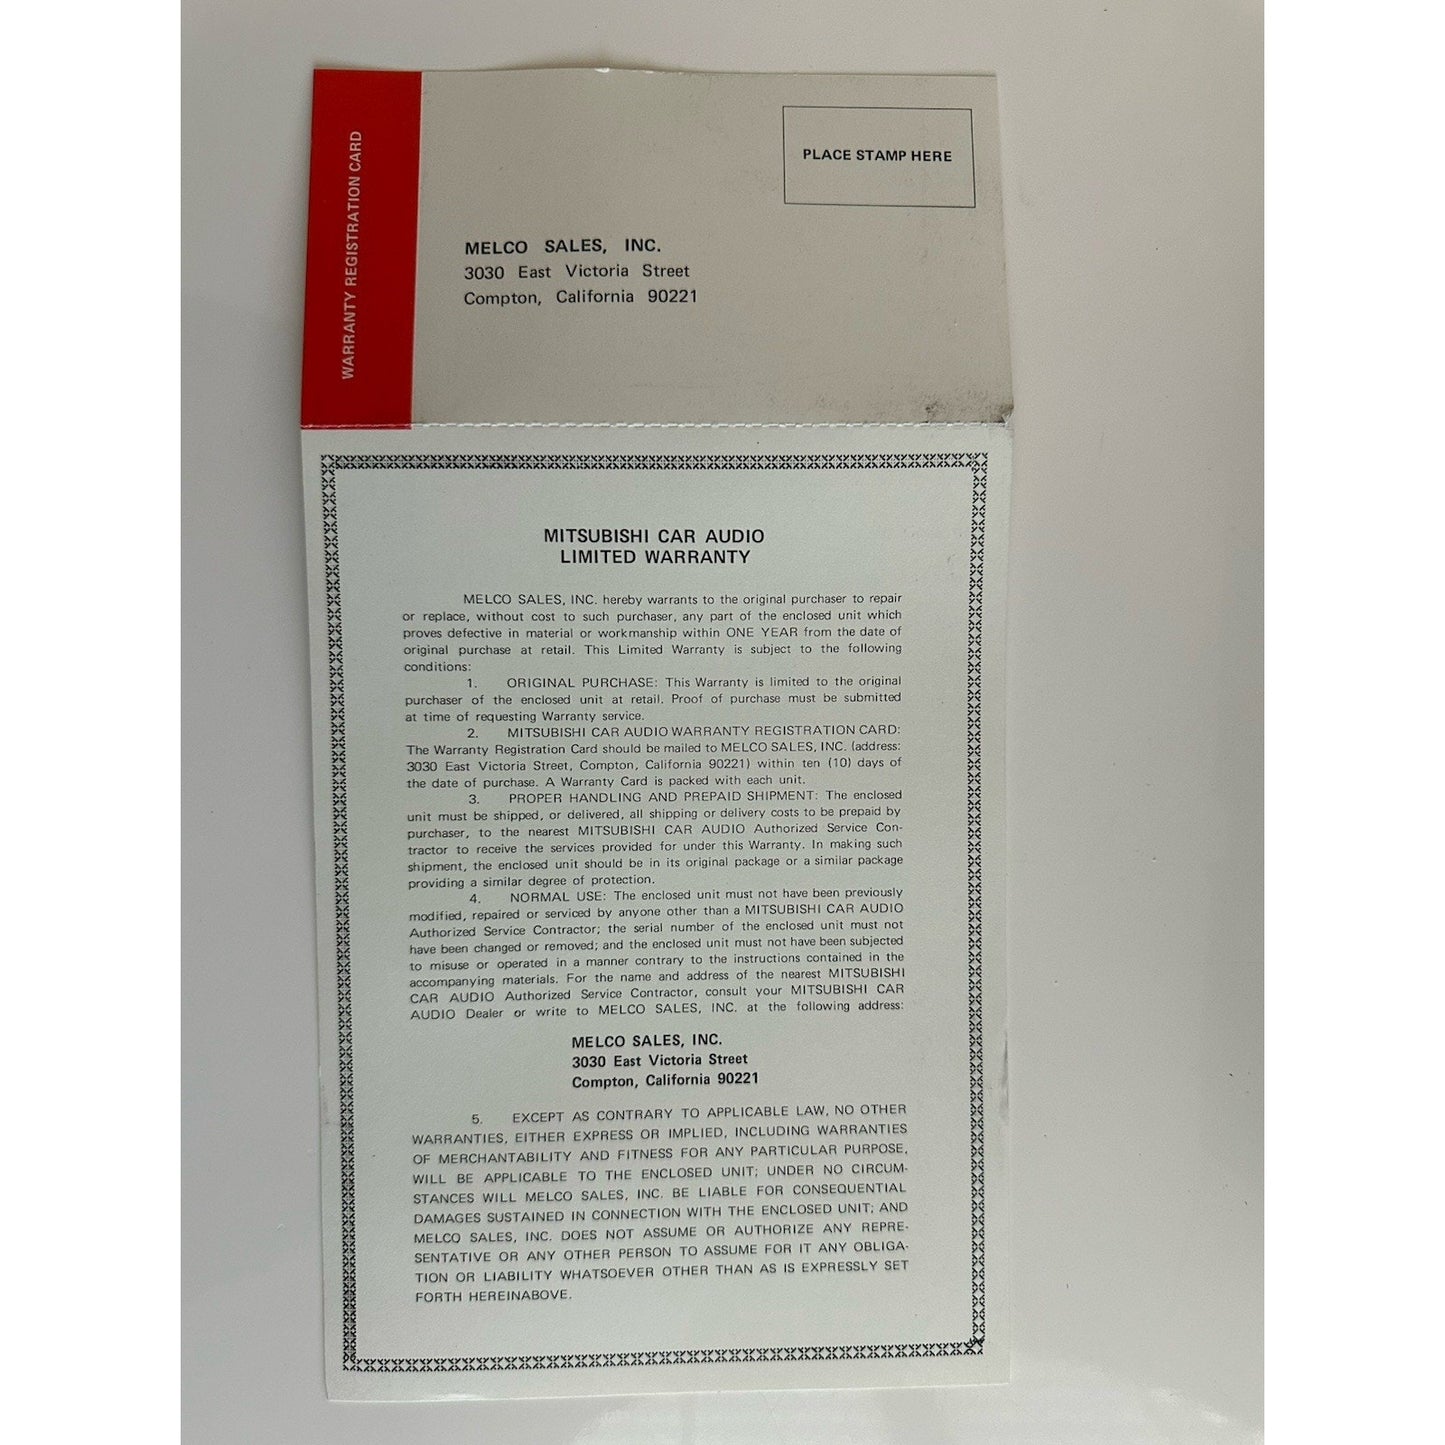 WARRANTY REGISTRATION CARD
PLACE STAMP HERE
MELCO SALES, INC.
3030 East Victoria Street
Compton, California 90221
MITSUBISHI CAR AUDIO
LIMITED WARRANTY
MELCO SALES, INC. hereby warrants to the original purchaser to repair
or replace, without cost to such purchaser, any part of the enclosed unit which
proves defective in material or workmanship within ONE YEAR from the date of
original purchase at retail. This Limited Warranty is subject to the following
conditions:
1. ORIGINAL PURCHASE: This Warranty is limited to the original
purchaser of the enclosed unit at retail. Proof of purchase must be submitted
at time of requesting Warranty service.
2. MITSUBISHI CAR AUDIO WARRANTY REGISTRATION CARD:
The Warranty Registration Card should be mailed to MELCO SALES, INC. (address:
3030 East Victoria Street, Compton, California 90221) within ten (10) days of
the date of purchase. A Warranty Card is packed with each unit.
3. PROPER HANDLING AND PREPAID SHIPMENT: The enclosed
unit must be shipped, or delivered, all shipping or delivery costs to be prepaid by
purchaser, to the nearest MITSUBISHI CAR AUDIO Authorized Service Con-
tractor to receive the services provided for under this Warranty. In making such
shipment, the enclosed unit should be in its original package or a similar package
providing a similar degree of protection.
4. NORMAL USE: The enclosed unit must not have been previously
modified, repaired or serviced by anyone other than a MITSUBISHI CAR AUDIO
Authorized Service Contractor; the serial number of the enclosed unit must not
have been changed or removed; and the enclosed unit must not have been subjected
to misuse or operated in a manner contrary to the instructions contained in the
accompanying materials. For the name and address of the nearest MITSUBISHI
CAR AUDIO Authorized Service Contractor, consult your MITSUBISHI CAR
AUDIO Dealer or write to MELCO SALES, INC. at the following address:
MELCO SALES, INC.
3030 East Victoria Street
Compton, California 90221
5. EXCEPT AS CONTRARY TO APPLICABLE LAW, NO OTHER
WARRANTIES, EITHER EXPRESS OR IMPLIED, INCLUDING WARRANTIES
OF MERCHANTABILITY AND FITNESS FOR ANY PARTICULAR PURPOSE,
WILL BE APPLICABLE TO THE ENCLOSED UNIT; UNDER NO CIRCUM-
STANCES WILL MELCO SALES, INC. BE LIABLE FOR CONSEQUENTIAL
DAMAGES SUSTAINED IN CONNECTION WITH THE ENCLOSED UNIT; AND
MELCO SALES, INC. DOES NOT ASSUME OR AUTHORIZE ANY REPRE-
SENTATIVE OR ANY OTHER PERSON TO ASSUME FOR IT ANY OBLIGA-
TION OR LIABILITY WHATSOEVER OTHER THAN AS IS EXPRESSLY SET
FORTH HEREINABOVE.